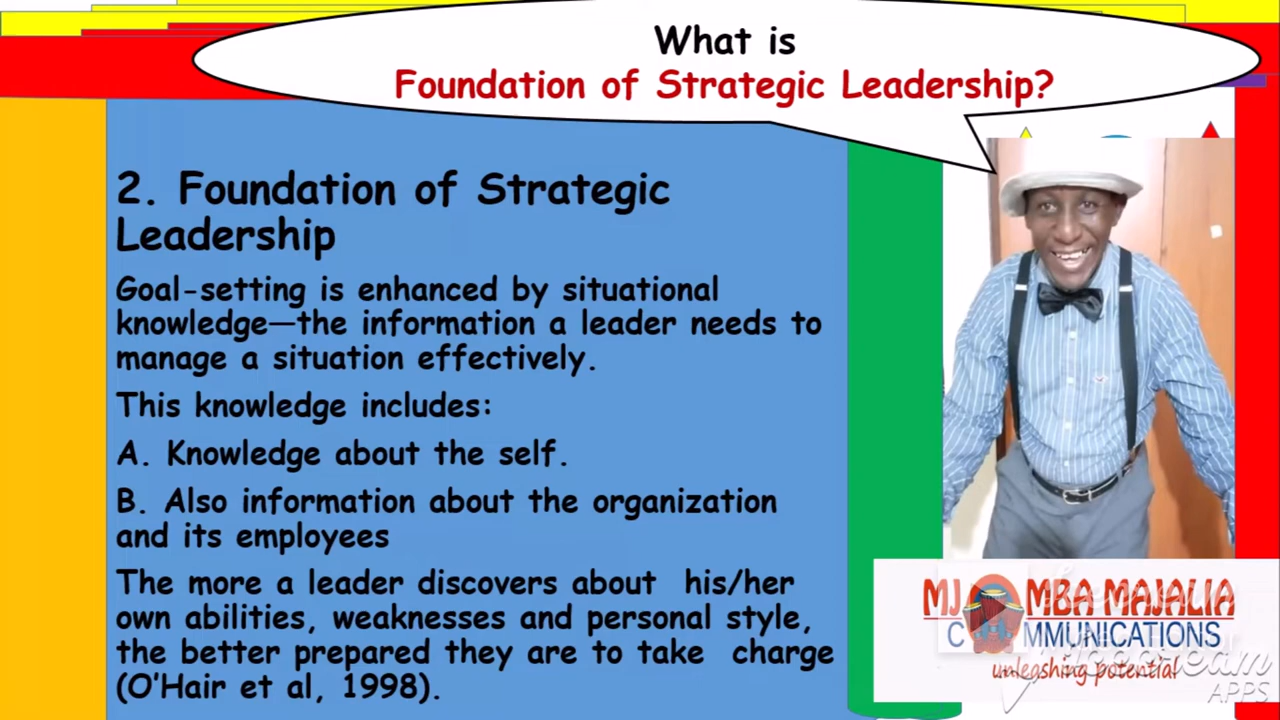 What is
Foundation of Strategic Leadership?
2. Foundation of Strategic
Leadership
Goal-setting is enhanced by situational
knowledge—the information a leader needs to
manage a situation effectively.
This knowledge includes:
A. Knowledge about the self.
B. Also information about the organization
and its employees
The more a leader discovers about his/her
own abilities, weaknesses and personal style,
the better prepared they are to take charge
(O'Hair et al, 1998).
MJOMBA MAJALIA
COMMUNICATIONS
unleashing potential
APPS